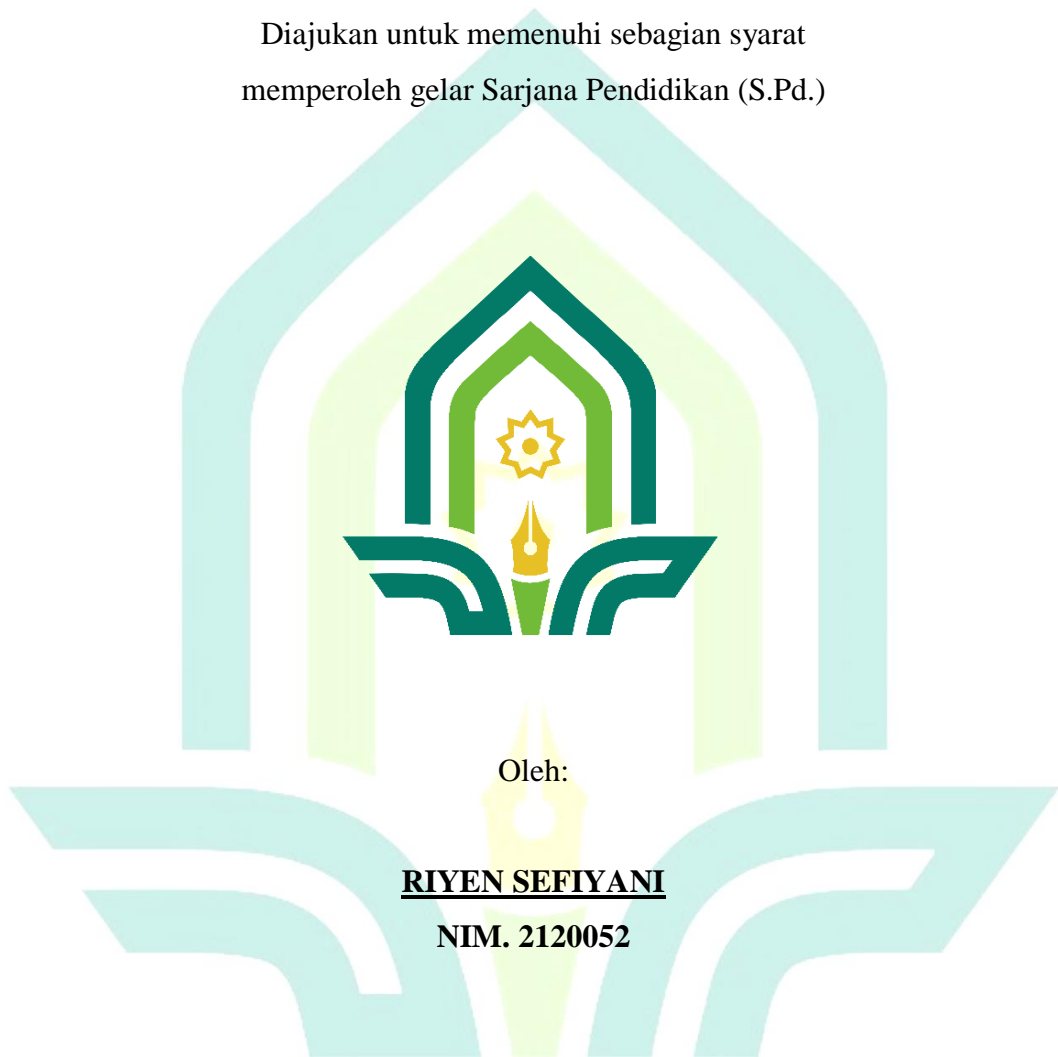 Diajukan untuk memenuhi sebagian syarat
memperoleh gelar Sarjana Pendidikan (S.Pd.)
Oleh:
RIYEN SEFIYANI
NIM. 2120052